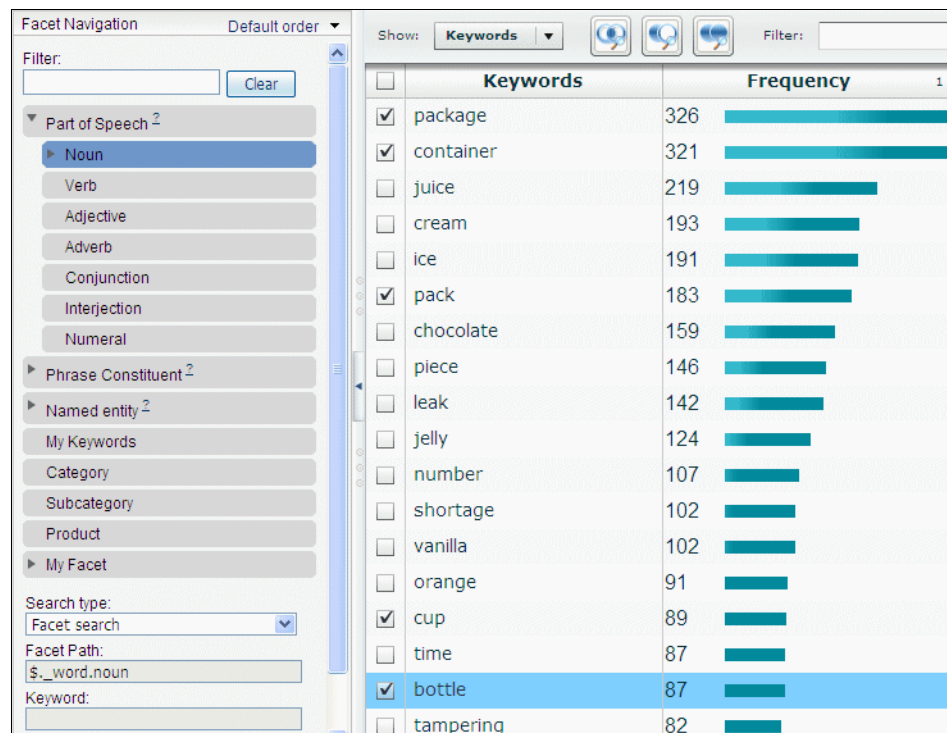 Facet Navigation
Default order
Filter:
Clear
Part of Speech ?
Noun
Verb
Adjective
Adverb
Conjunction
Interjection
Numeral
Phrase Constituent ?
Named entity ?
My Keywords
Category
Subcategory
Product
My Facet
Search type:
Facet search
Facet Path:
$._word.noun
Keyword:
Show: Keywords Filter:
Keywords Frequency 1
package 326
container 321
juice 219
cream 193
ice 191
pack 183
chocolate 159
piece 146
leak 142
jelly 124
number 107
shortage 102
vanilla 102
orange 91
cup 89
time 87
bottle 87
tampering 82